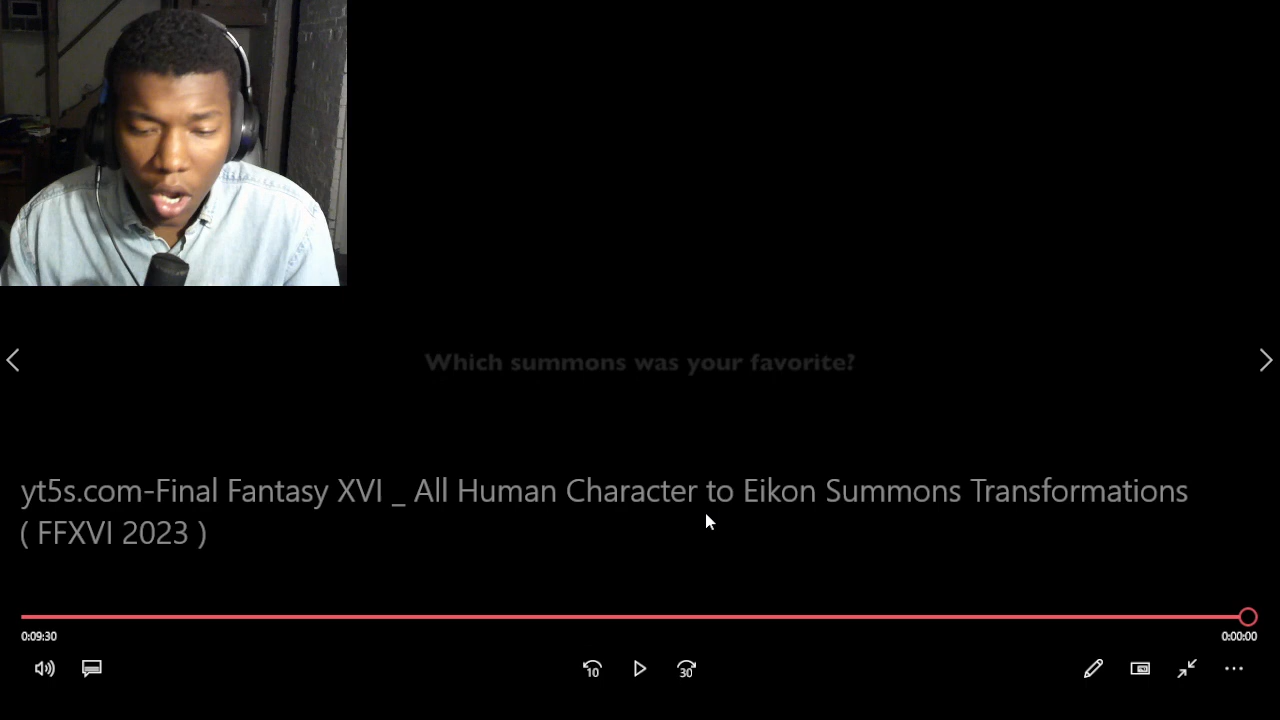 Which summons was your favorite?
yt5s.com-Final Fantasy XVI _ All Human Character to Eikon Summons Transformations
( FFXVI 2023 )
0:09:30
0:00:00
10
30